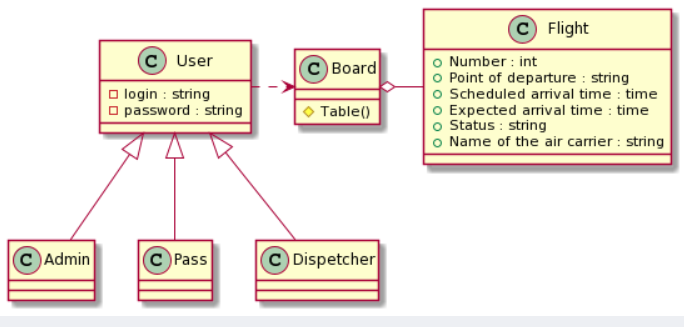 C User
login : string
password : string
C Board
Table()
C Flight
Number : int
Point of departure : string
Scheduled arrival time : time
Expected arrival time : time
Status : string
Name of the air carrier : string
C Admin
C Pass
C Dispetcher